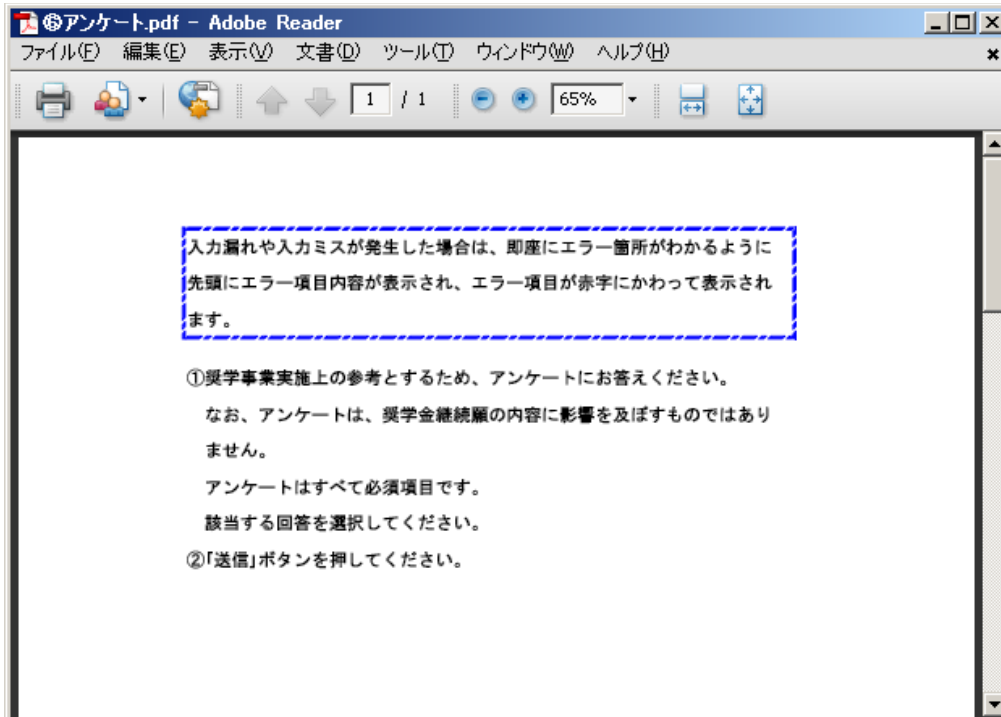 ⑯アンケート.pdf - Adobe Reader
ファイル(F) 編集(E) 表示(V) 文書(D) ツール(T) ウィンドウ(W) ヘルプ(H)
1 / 1 65%
入力漏れや入力ミスが発生した場合は、即座にエラー箇所がわかるように
先頭にエラー項目内容が表示され、エラー項目が赤字にかわって表示され
ます。
①奨学事業実施上の参考とするため、アンケートにお答えください。
なお、アンケートは、奨学金継続願の内容に影響を及ぼすものではあり
ません。
アンケートはすべて必須項目です。
該当する回答を選択してください。
②「送信」ボタンを押してください。